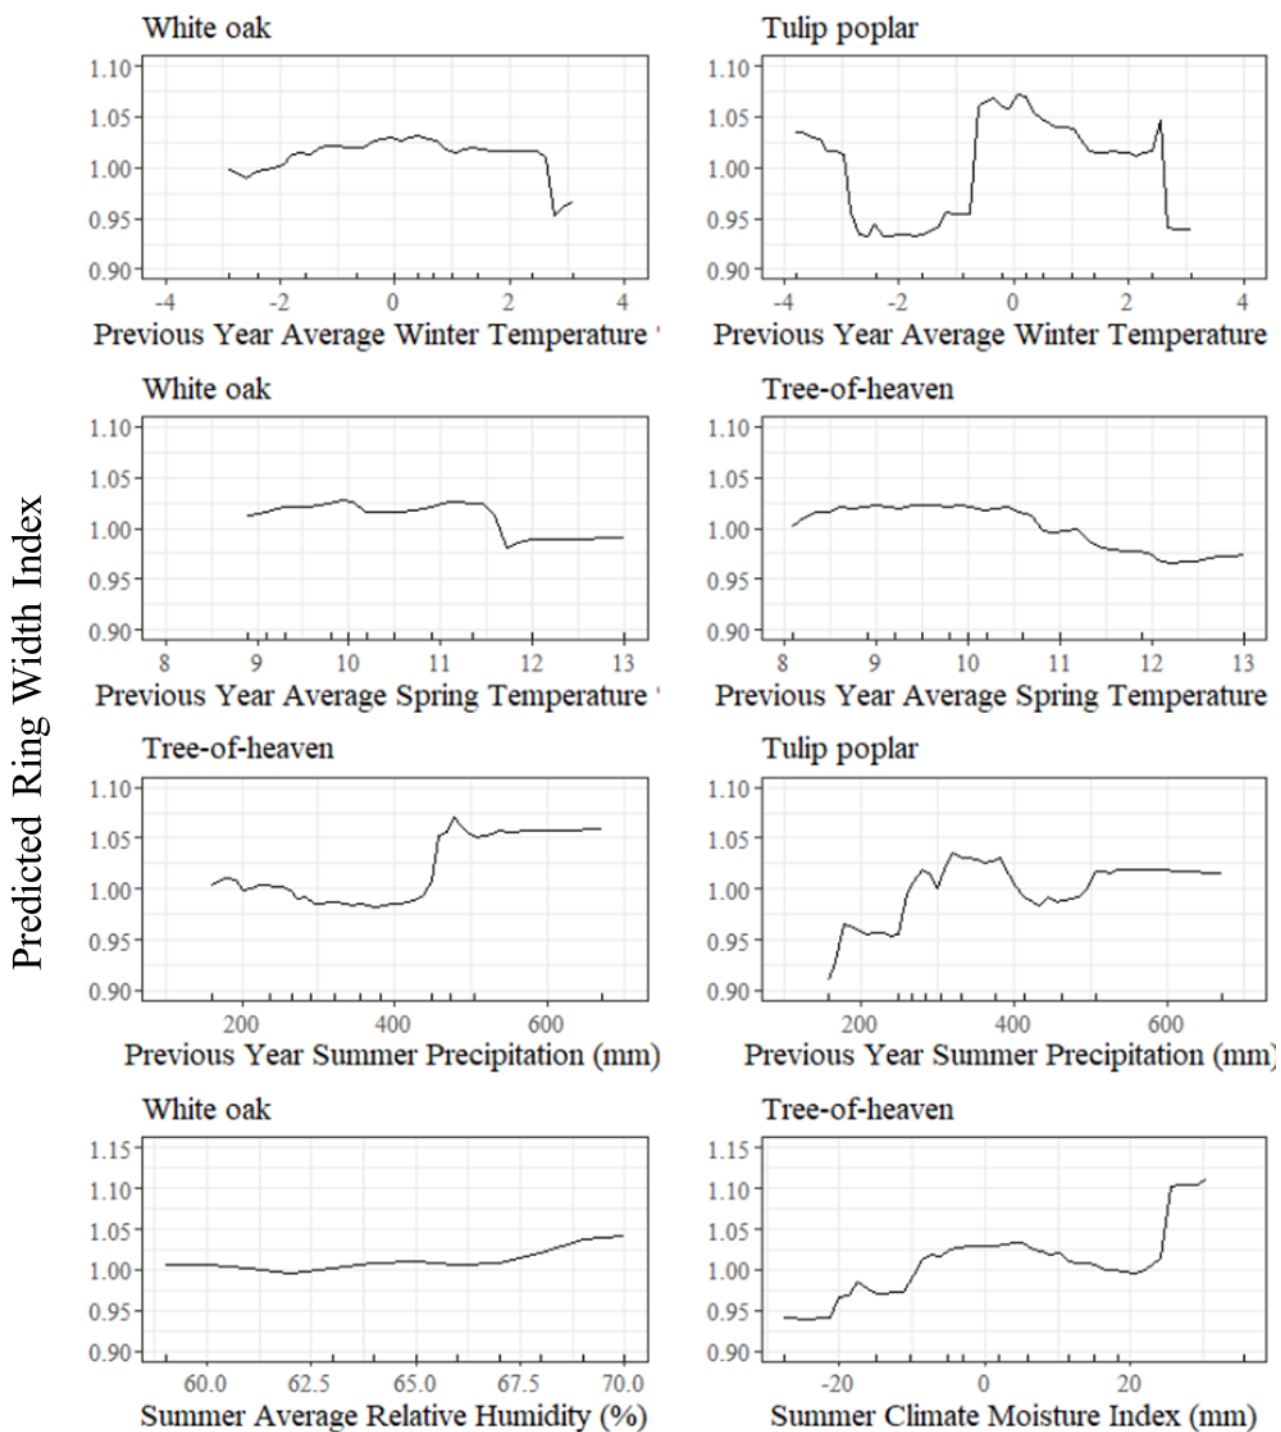 Predicted Ring Width Index
White oak
1.10
1.05
1.00
0.95
0.90
-4 -2 0 2 4
Previous Year Average Winter Temperature
Tulip poplar
1.10
1.05
1.00
0.95
0.90
-4 -2 0 2 4
Previous Year Average Winter Temperature
White oak
1.10
1.05
1.00
0.95
0.90
8 9 10 11 12 13
Previous Year Average Spring Temperature
Tree-of-heaven
1.10
1.05
1.00
0.95
0.90
8 9 10 11 12 13
Previous Year Average Spring Temperature
Tree-of-heaven
1.10
1.05
1.00
0.95
0.90
200 400 600
Previous Year Summer Precipitation (mm)
Tulip poplar
1.10
1.05
1.00
0.95
0.90
200 400 600
Previous Year Summer Precipitation (mm)
White oak
1.15
1.10
1.05
1.00
0.95
0.90
60.0 62.5 65.0 67.5 70.0
Summer Average Relative Humidity (%)
Tree-of-heaven
1.15
1.10
1.05
1.00
0.95
0.90
-20 0 20
Summer Climate Moisture Index (mm)